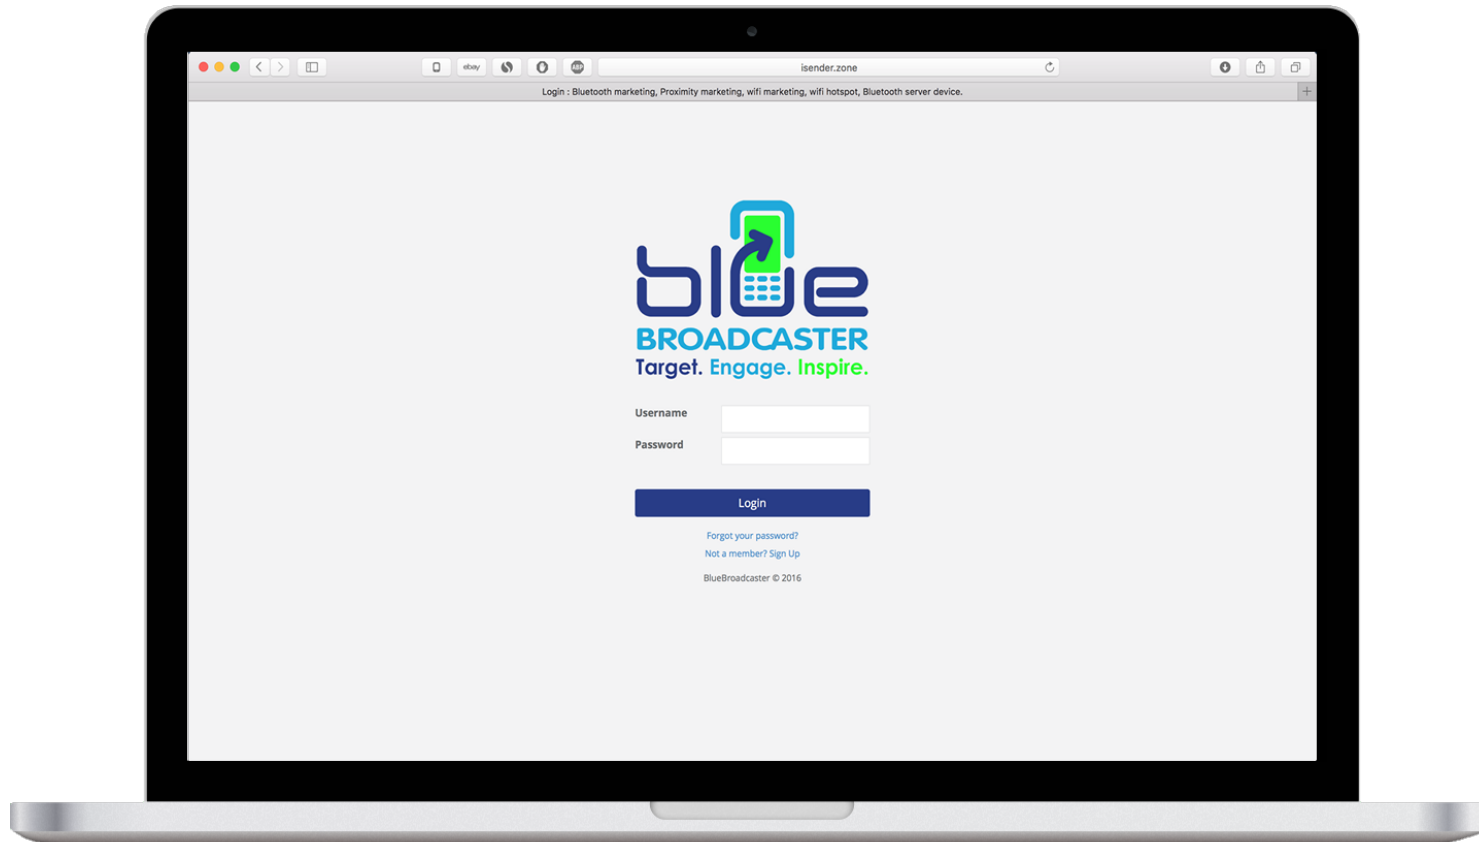 ebay
ABP
isender.zone
Login : Bluetooth marketing, Proximity marketing, wifi marketing, wifi hotspot, Bluetooth server device.
blue
BROADCASTER
Target. Engage. Inspire.
Username
Password
Login
Forgot your password?
Not a member? Sign Up
BlueBroadcaster © 2016